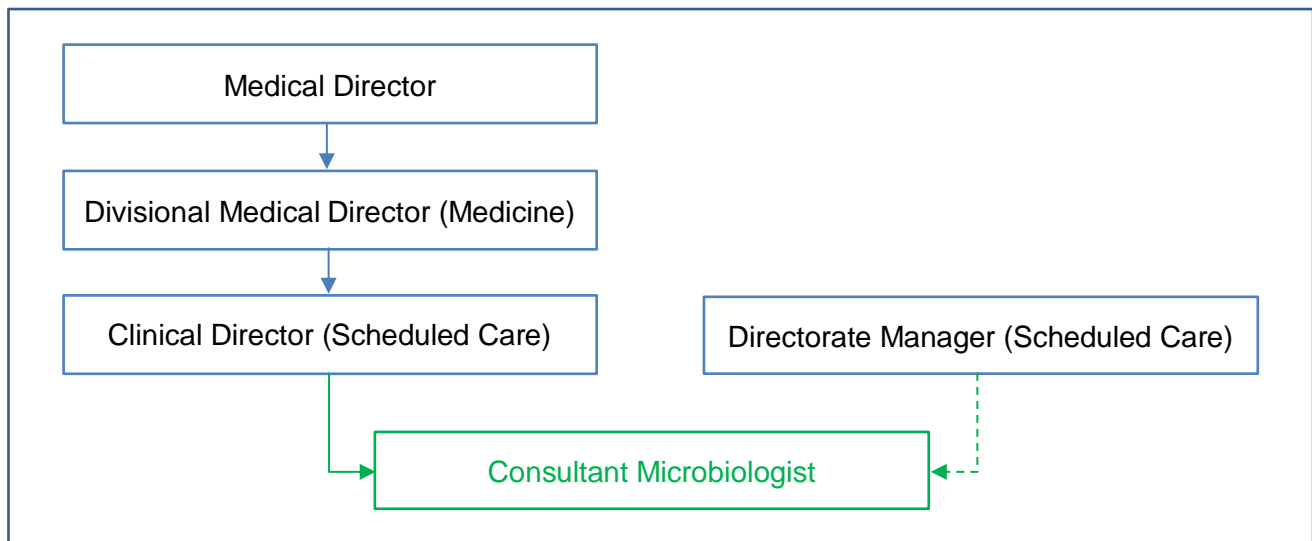 Medical Director
Divisional Medical Director (Medicine)
Clinical Director (Scheduled Care)
Directorate Manager (Scheduled Care)
Consultant Microbiologist